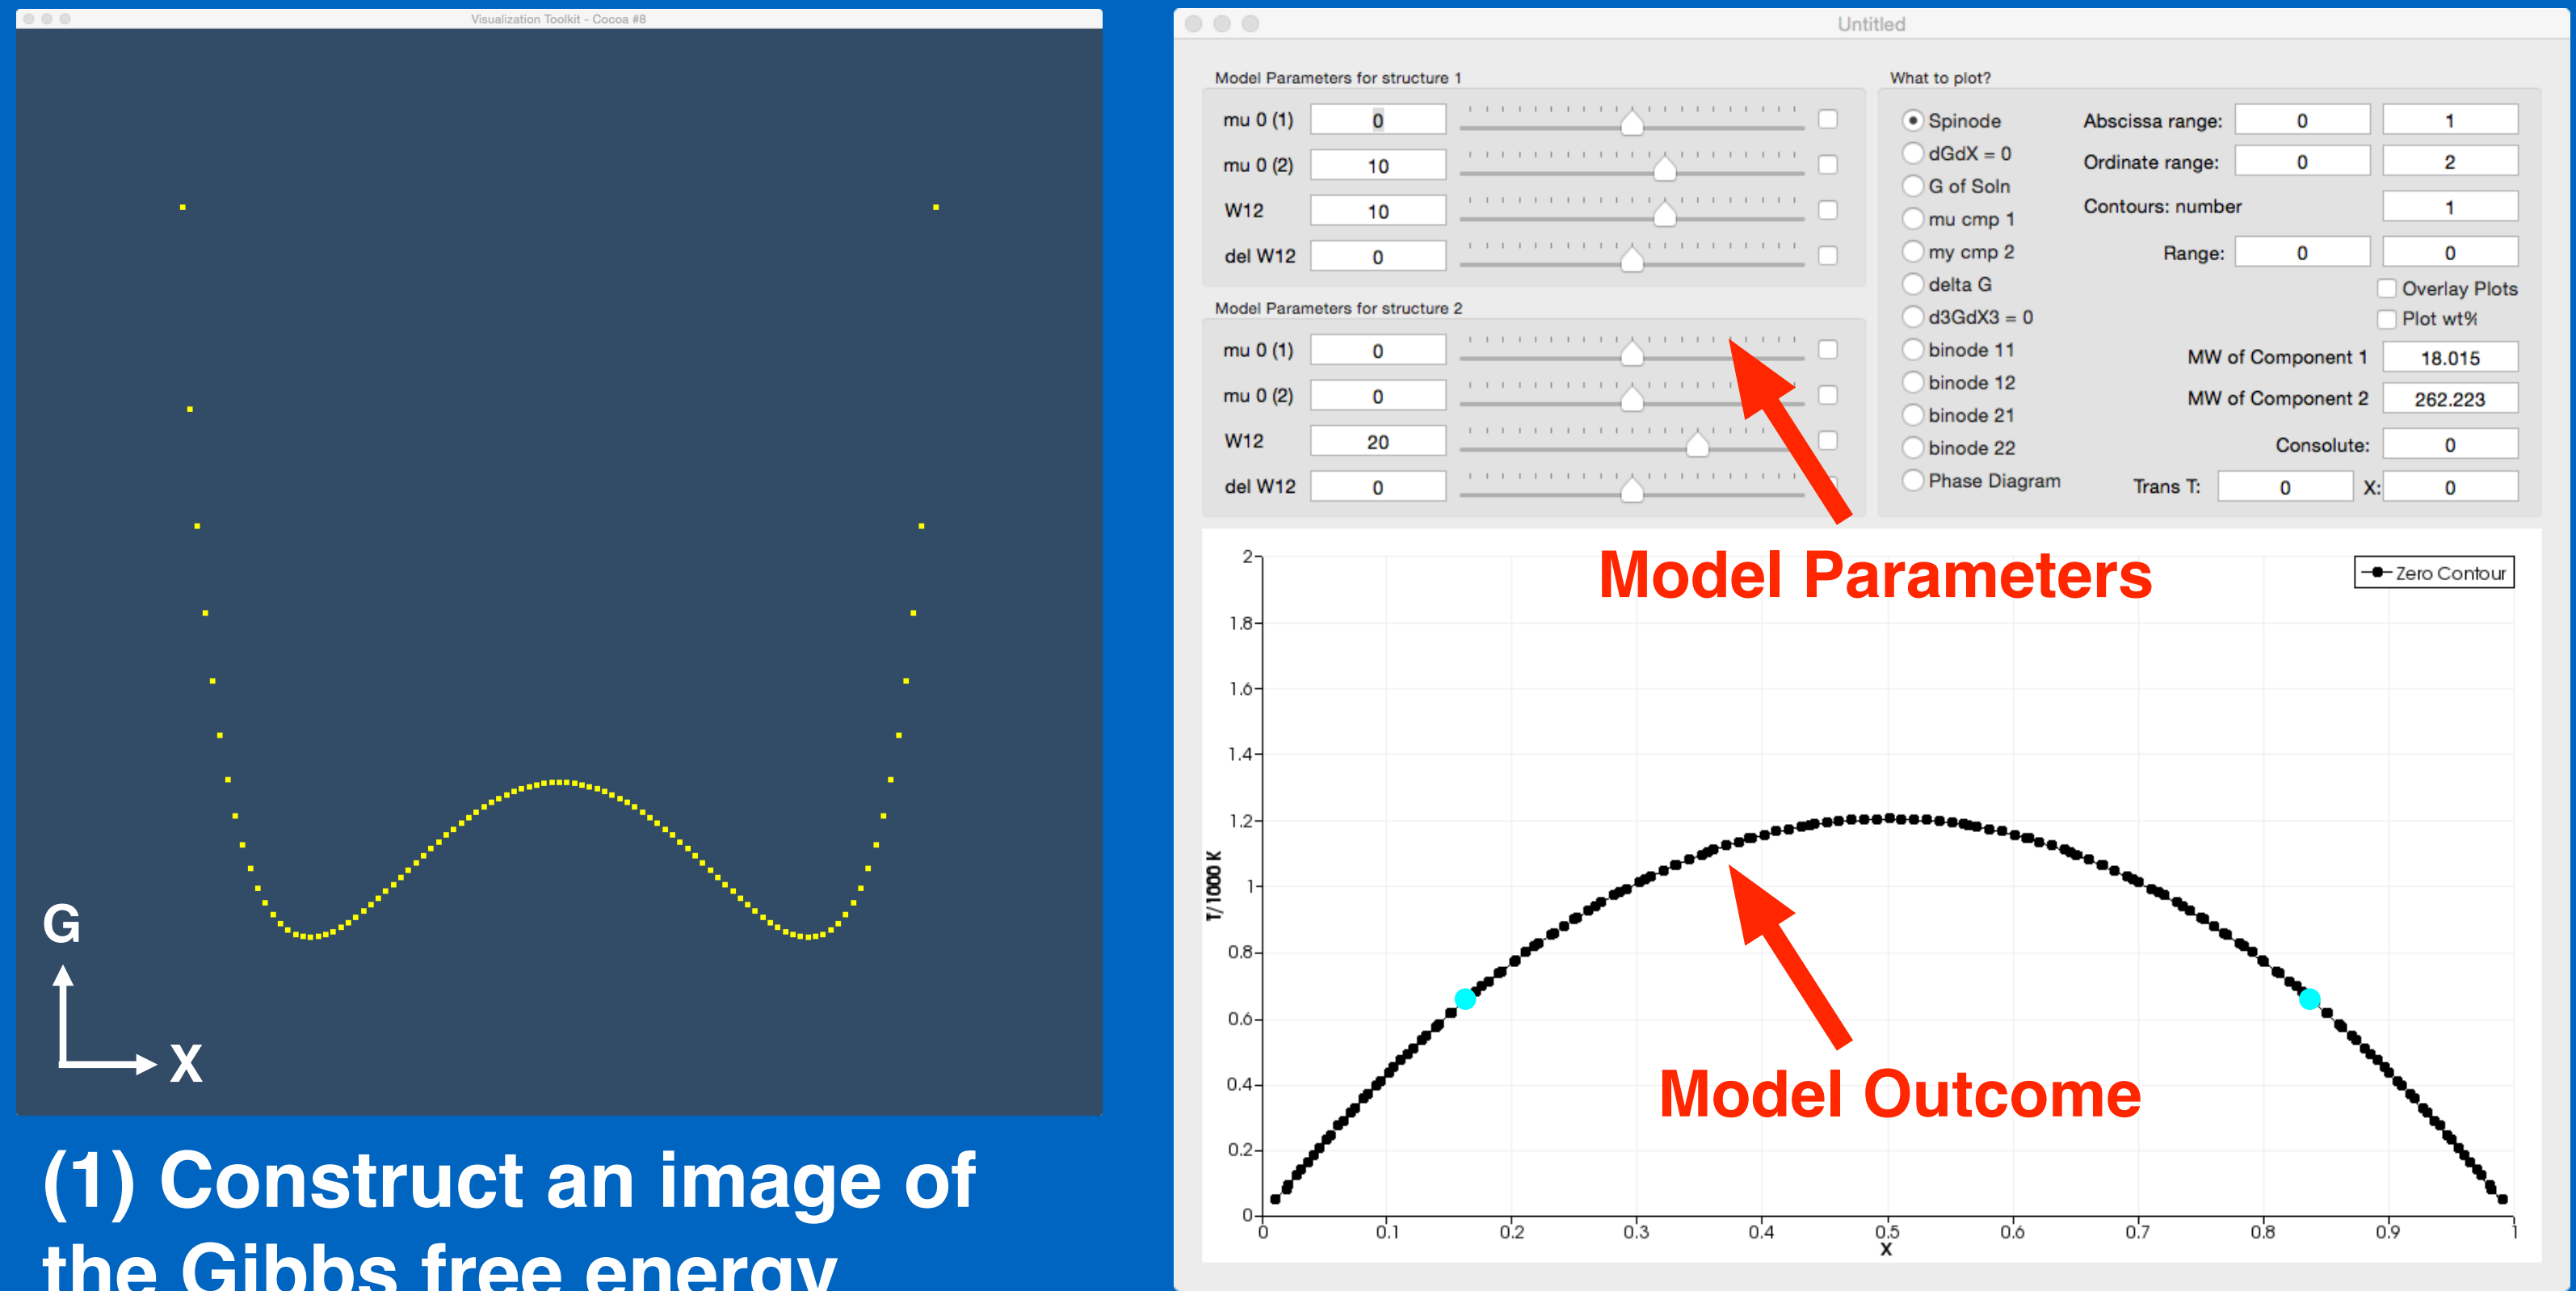 Visualization Toolkit - Cocoa #8
G
X
(1) Construct an image of
the Gibbs free energy
Untitled
Model Parameters for structure 1
mu 0 (1) 0
mu 0 (2) 10
W12 10
del W12 0
Model Parameters for structure 2
mu 0 (1) 0
mu 0 (2) 0
W12 20
del W12 0
What to plot?
Spinode
dGdX = 0
G of Soln
mu cmp 1
my cmp 2
delta G
d3GdX3 = 0
binode 11
binode 12
binode 21
binode 22
Phase Diagram
Abscissa range: 0 1
Ordinate range: 0 2
Contours: number 1
Range: 0 0
Overlay Plots
Plot wt%
MW of Component 1 18.015
MW of Component 2 262.223
Consolute: 0
Trans T: 0 X: 0
Model Parameters
Zero Contour
Model Outcome
T/1000 K
2
1.8
1.6
1.4
1.2
1
0.8
0.6
0.4
0.2
0
0 0.1 0.2 0.3 0.4 0.5 0.6 0.7 0.8 0.9 1
X